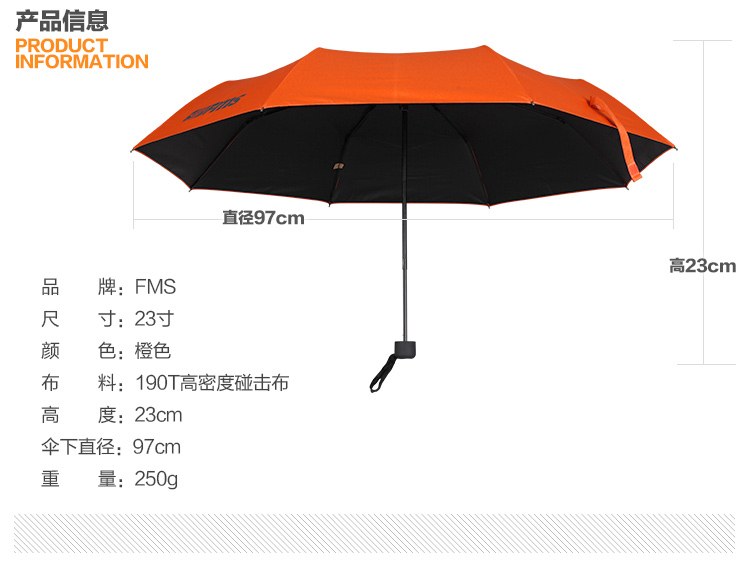 产品信息
PRODUCT
INFORMATION
直径97cm
高23cm
品 牌：FMS
尺 寸：23寸
颜 色：橙色
布 料：190T高密度碰击布
高 度：23cm
伞下直径：97cm
重 量：250g